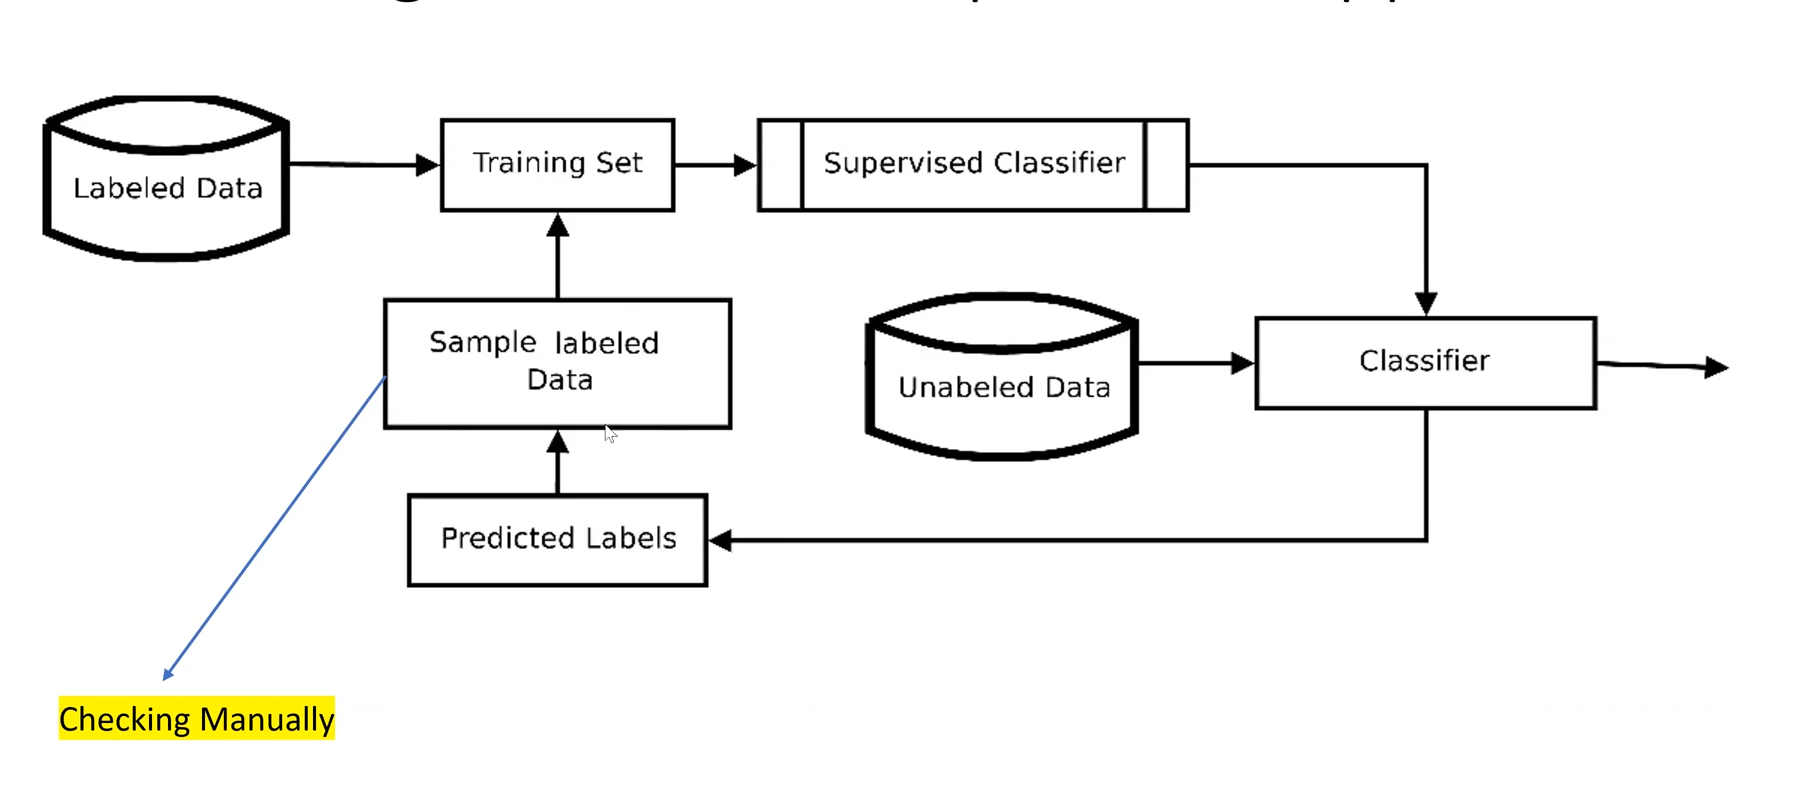 Labeled Data
Training Set
Supervised Classifier
Sample labeled
Data
Unabeled Data
Classifier
Predicted Labels
Checking Manually